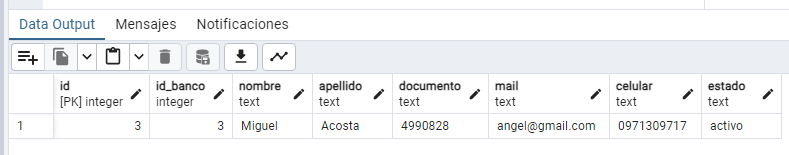 Data Output Mensajes Notificaciones
id id_banco nombre apellido documento mail celular estado
[PK] integer integer text text text text text text
1 3 3 Miguel Acosta 4990828 angel@gmail.com 0971309717 activo